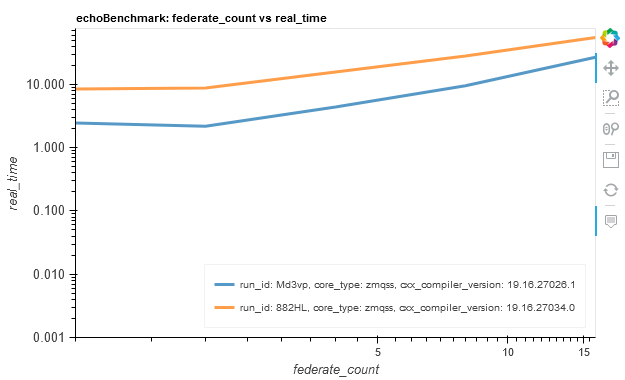 echoBenchmark: federate_count vs real_time
10.000
1.000
0.100
0.010
0.001
real_time
run_id: Md3vp, core_type: zmqss, cxx_compiler_version: 19.16.27026.1
run_id: 882HL, core_type: zmqss, cxx_compiler_version: 19.16.27034.0
5
10
15
federate_count